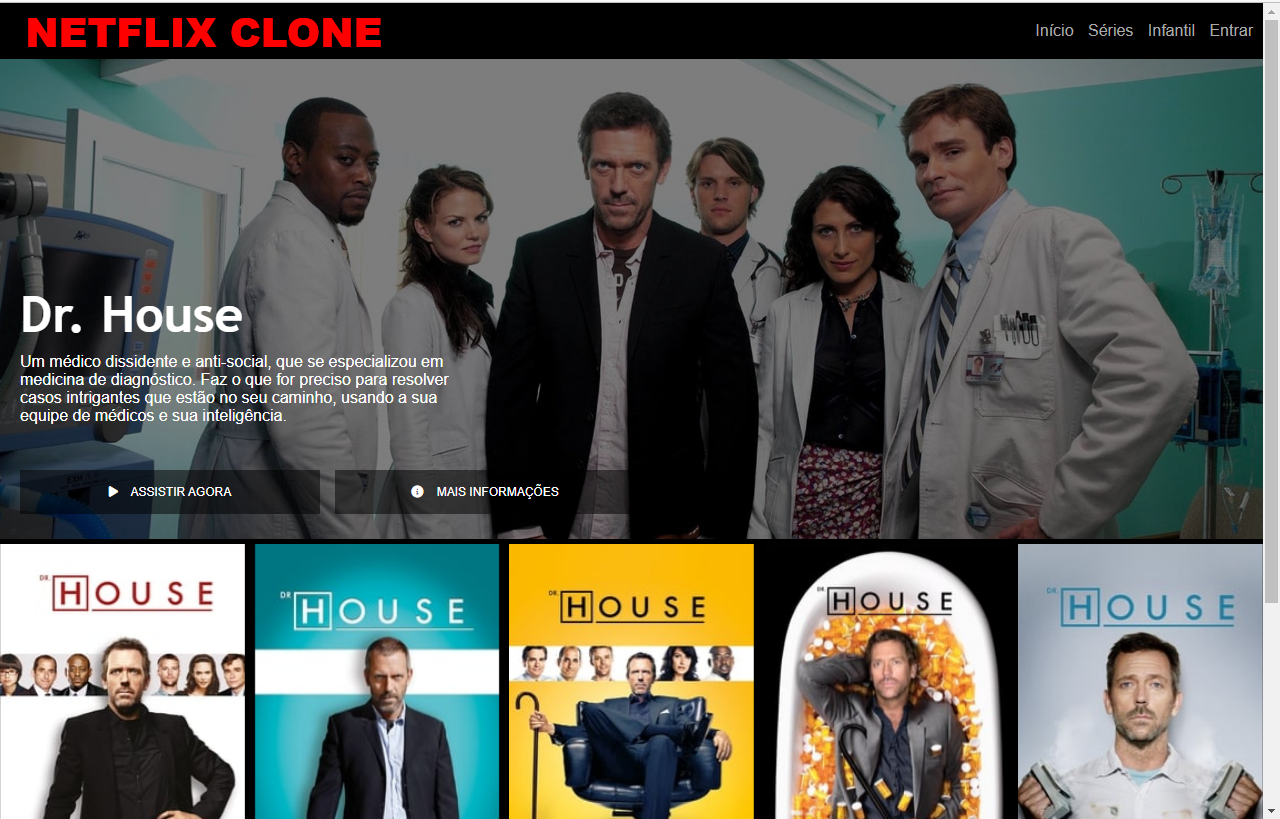 NETFLIX CLONE
Início Séries Infantil Entrar
Dr. House
Um médico dissidente e anti-social, que se especializou em
medicina de diagnóstico. Faz o que for preciso para resolver
casos intrigantes que estão no seu caminho, usando a sua
equipe de médicos e sua inteligência.
ASSISTIR AGORA
MAIS INFORMAÇÕES
DR. HOUSE
DR HOUSE
DR. HOUSE
DR. HOUSE
DR. HOUSE